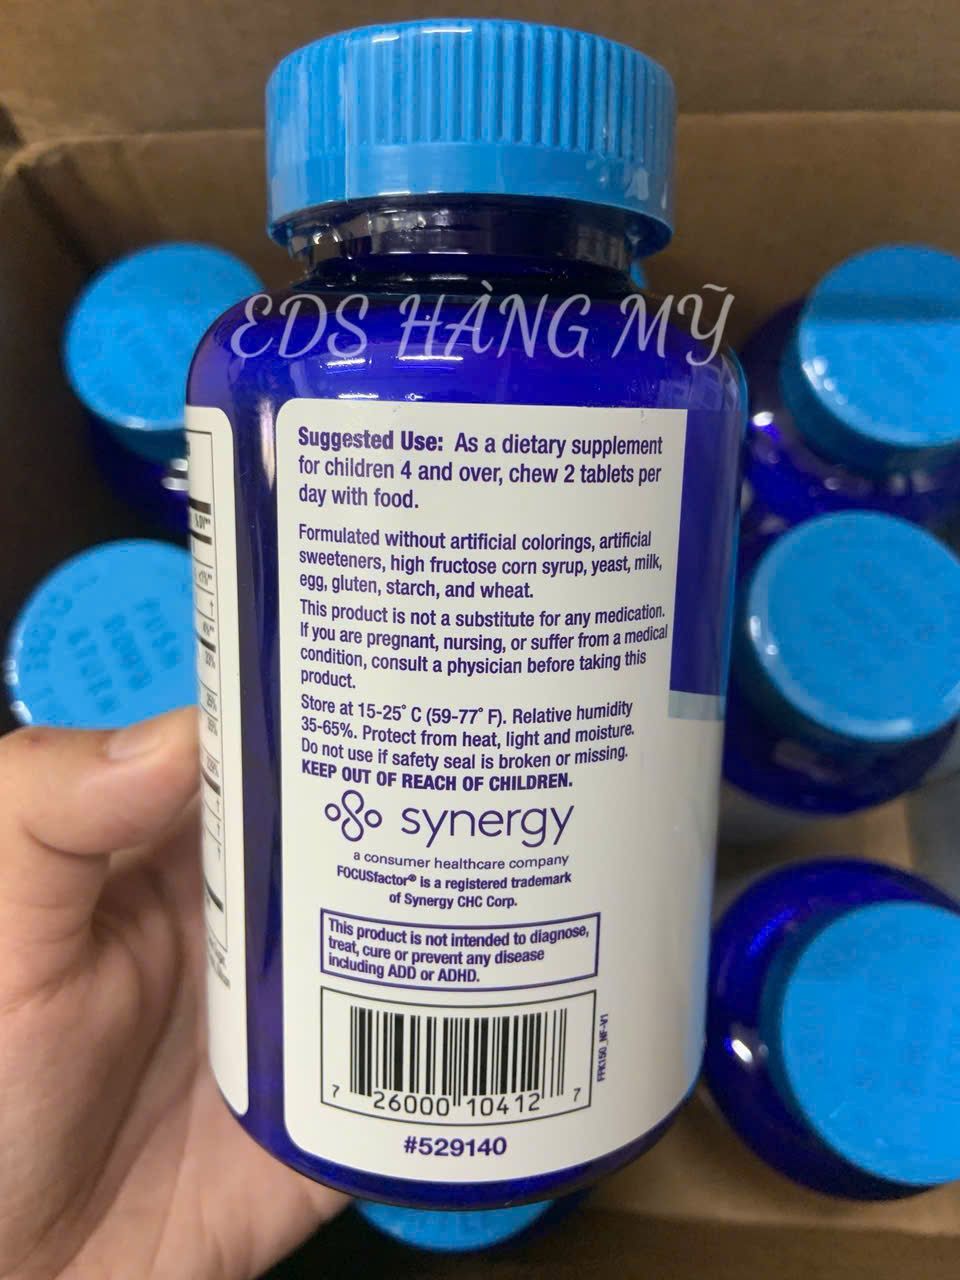 EDS HÀNG MỸ
Suggested Use: As a dietary supplement
for children 4 and over, chew 2 tablets per
day with food.
Formulated without artificial colorings, artificial
sweeteners, high fructose corn syrup, yeast, milk,
egg, gluten, starch, and wheat.
This product is not a substitute for any medication.
If you are pregnant, nursing, or suffer from a medical
condition, consult a physician before taking this
product.
Store at 15-25° C (59-77° F). Relative humidity
35-65%. Protect from heat, light and moisture.
Do not use if safety seal is broken or missing.
KEEP OUT OF REACH OF CHILDREN.
synergy
a consumer healthcare company
FOCUSfactor® is a registered trademark
of Synergy CHC Corp.
This product is not intended to diagnose,
treat, cure or prevent any disease
including ADD or ADHD.
FFK150_NF-V1
7 26000 10412 7
#529140